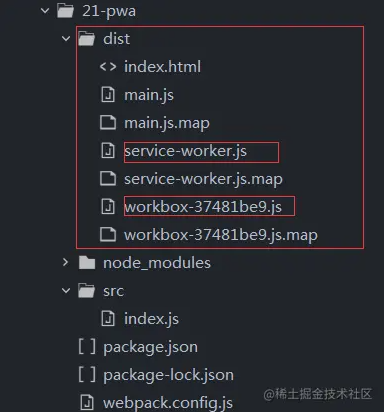 21-pwa
dist
index.html
main.js
main.js.map
service-worker.js
service-worker.js.map
workbox-37481be9.js
workbox-37481be9.js.map
node_modules
src
index.js
package.json
package-lock.json
webpack.config.js
@稀土掘金技术社区